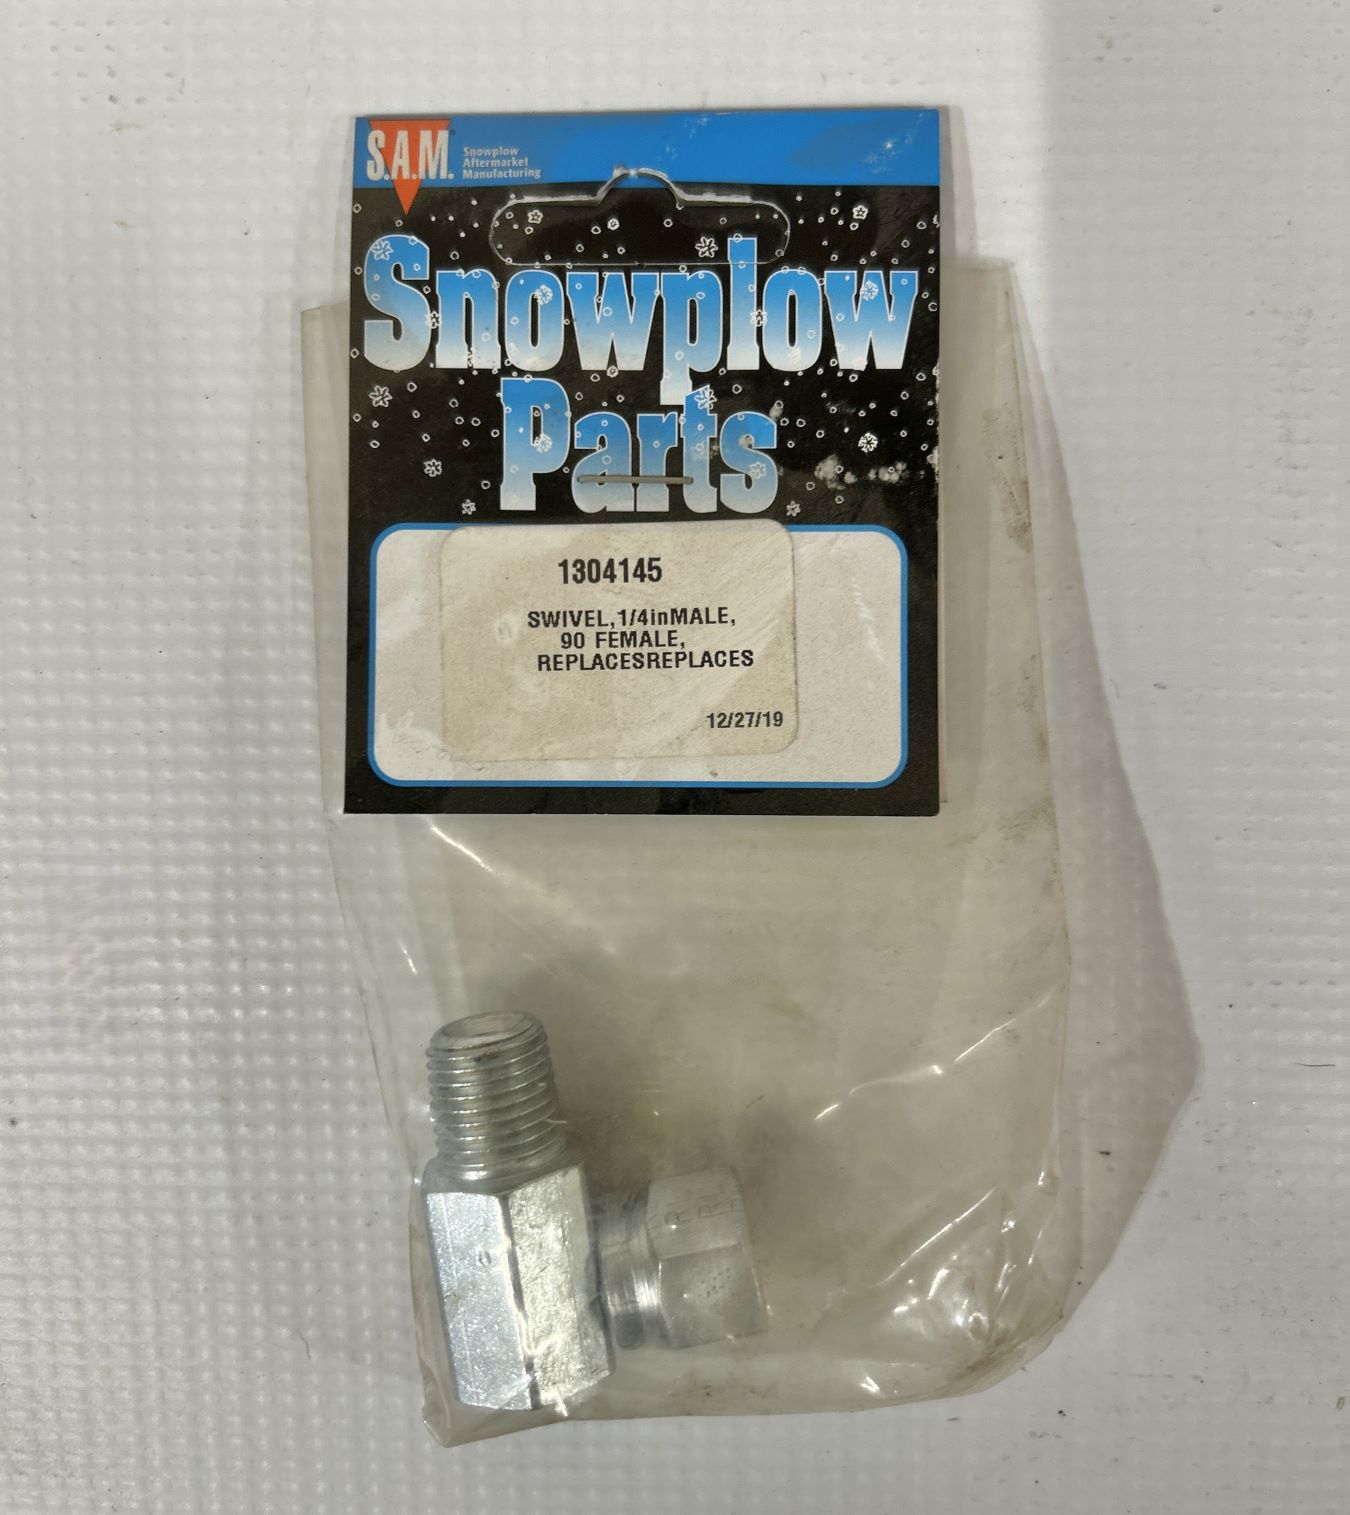 S.A.M.
Snowplow
Aftermarket
Manufacturing
Snowplow
Parts
1304145
SWIVEL,1/4inMALE,
90 FEMALE,
REPLACESREPLACES
12/27/19